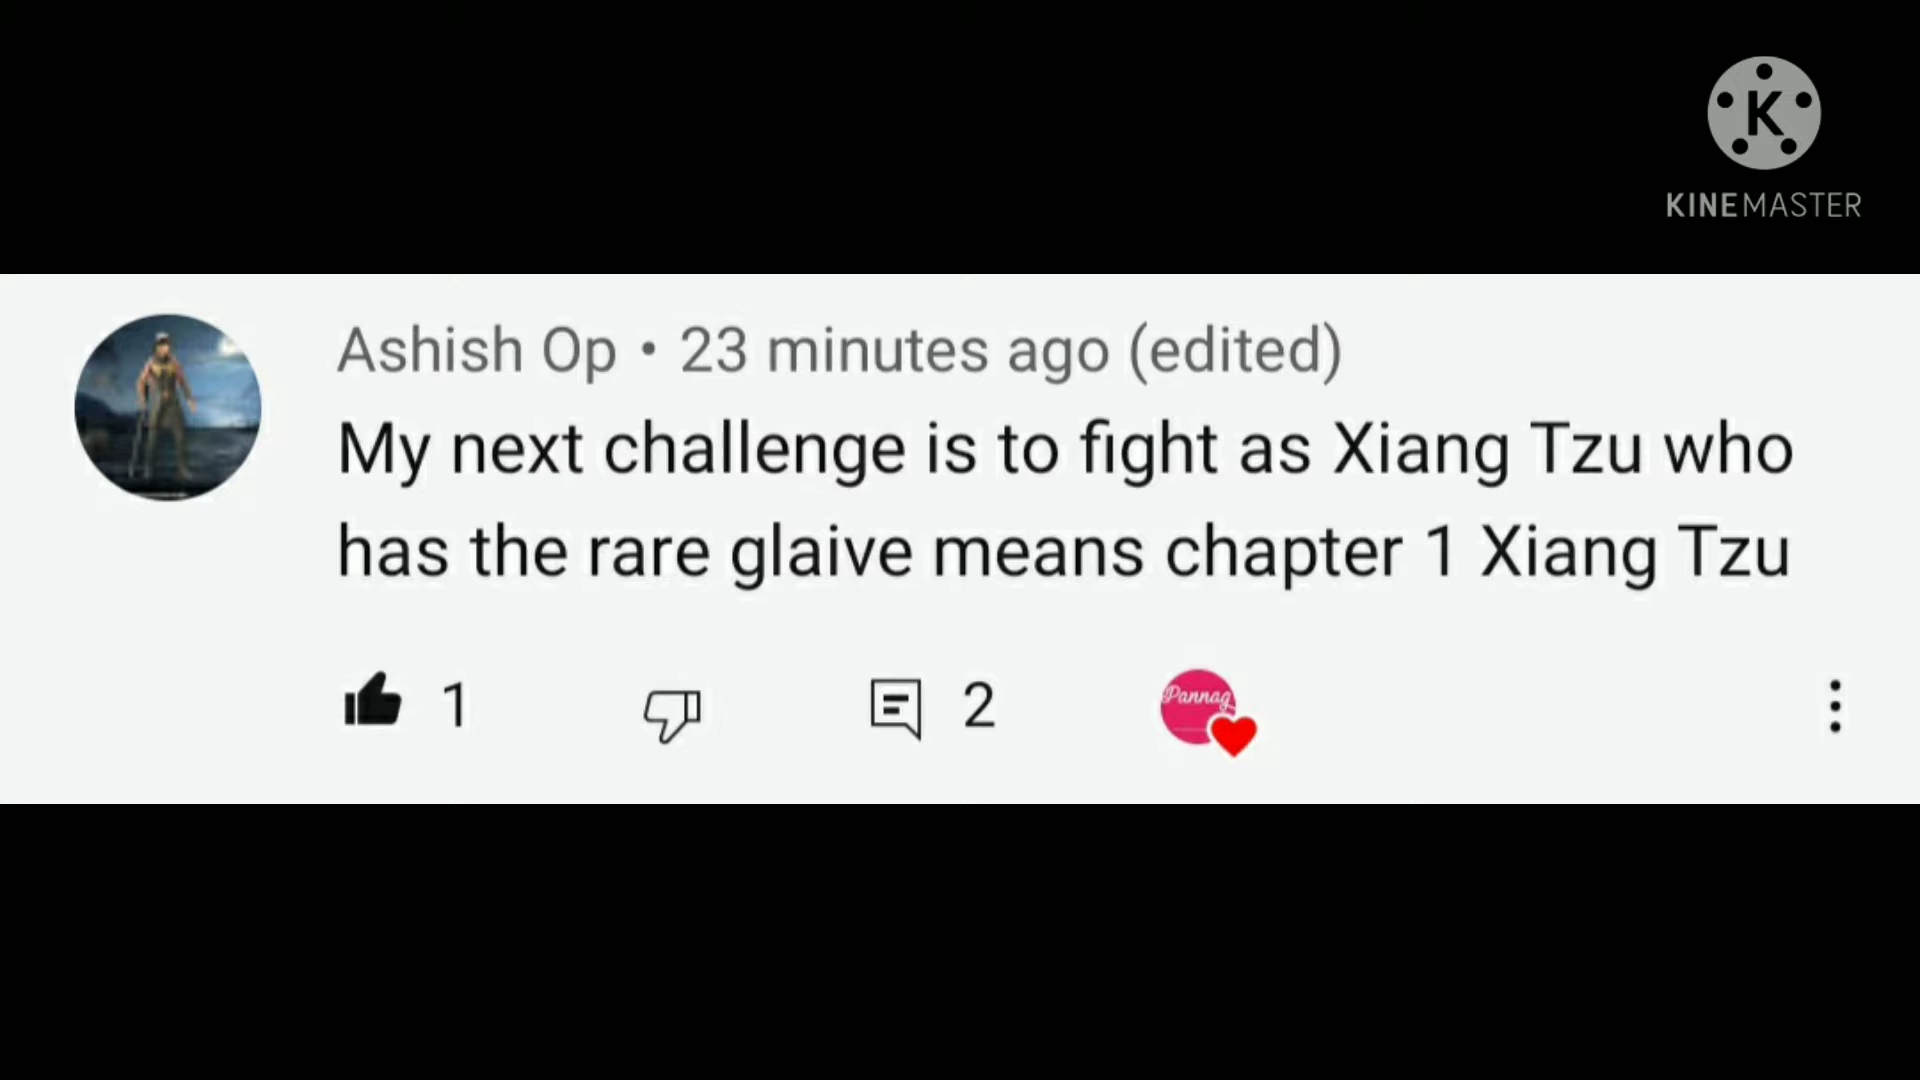 K
KINEMASTER
Ashish Op • 23 minutes ago (edited)
My next challenge is to fight as Xiang Tzu who
has the rare glaive means chapter 1 Xiang Tzu
1
2
Pannag